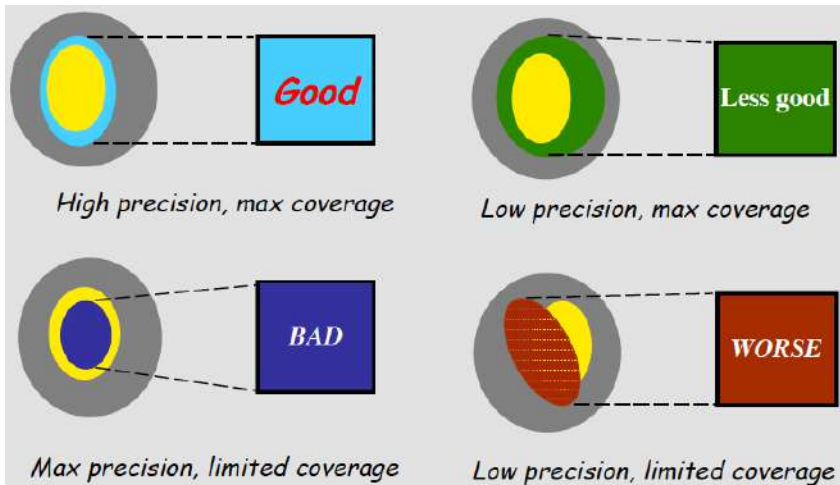 Good
Less good
High precision, max coverage
Low precision, max coverage
BAD
WORSE
Max precision, limited coverage
Low precision, limited coverage